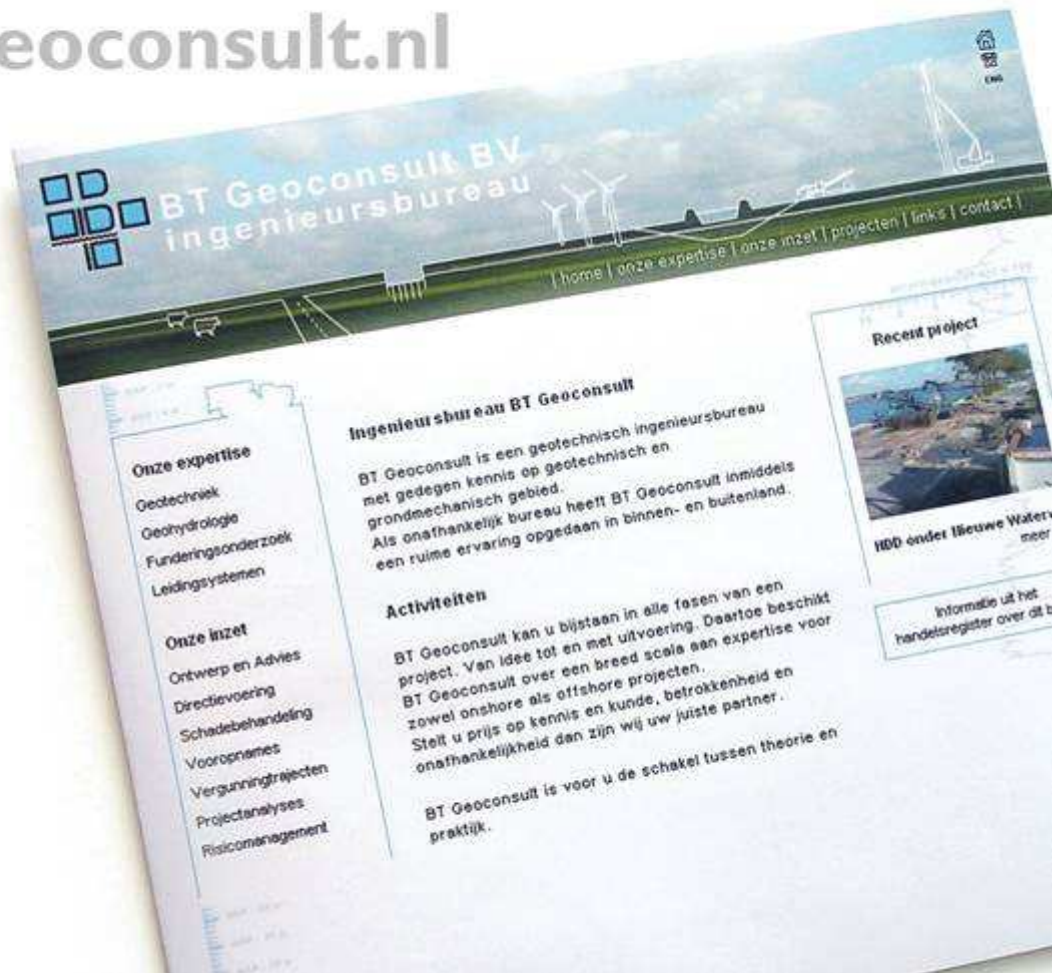 eoconsult.nl
ENG
BT Geoconsult BV
ingenieursbureau
| home | onze expertise | onze inzet | projecten | links | contact |
Onze expertise
Geotechniek
Geohydrologie
Funderingsonderzoek
Leidingsystemen
Onze inzet
Ontwerp en Advies
Directievoering
Schadebehandeling
Vooropnames
Vergunningtrajecten
Projectanalyses
Risicomanagement
Ingenieursbureau BT Geoconsult
BT Geoconsult is een geotechnisch ingenieursbureau
met gedegen kennis op geotechnisch en
grondmechanisch gebied.
Als onafhankelijk bureau heeft BT Geoconsult inmiddels
een ruime ervaring opgedaan in binnen- en buitenland.
Activiteiten
BT Geoconsult kan u bijstaan in alle fasen van een
project. Van idee tot en met uitvoering. Daartoe beschikt
BT Geoconsult over een breed scala aan expertise voor
zowel onshore als offshore projecten.
Stelt u prijs op kennis en kunde, betrokkenheid en
onafhankelijkheid dan zijn wij uw juiste partner.
BT Geoconsult is voor u de schakel tussen theorie en
praktijk.
Recent project
HDD onder Nieuwe Waterw
meer
Informatie uit het
handelsregister over dit b